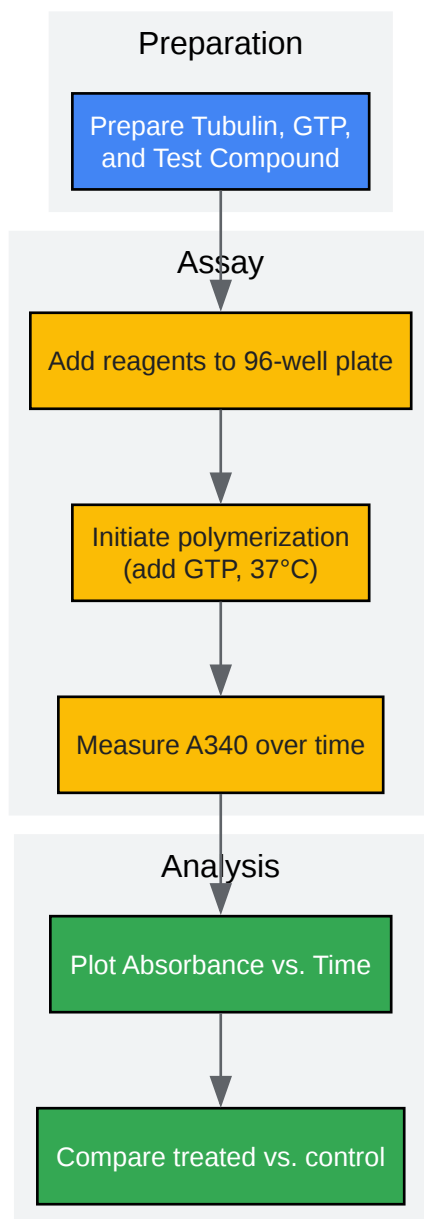 Preparation
Prepare Tubulin, GTP,
and Test Compound
Assay
Add reagents to 96-well plate
Initiate polymerization
(add GTP, 37°C)
Measure A340 over time
Analysis
Plot Absorbance vs. Time
Compare treated vs. control